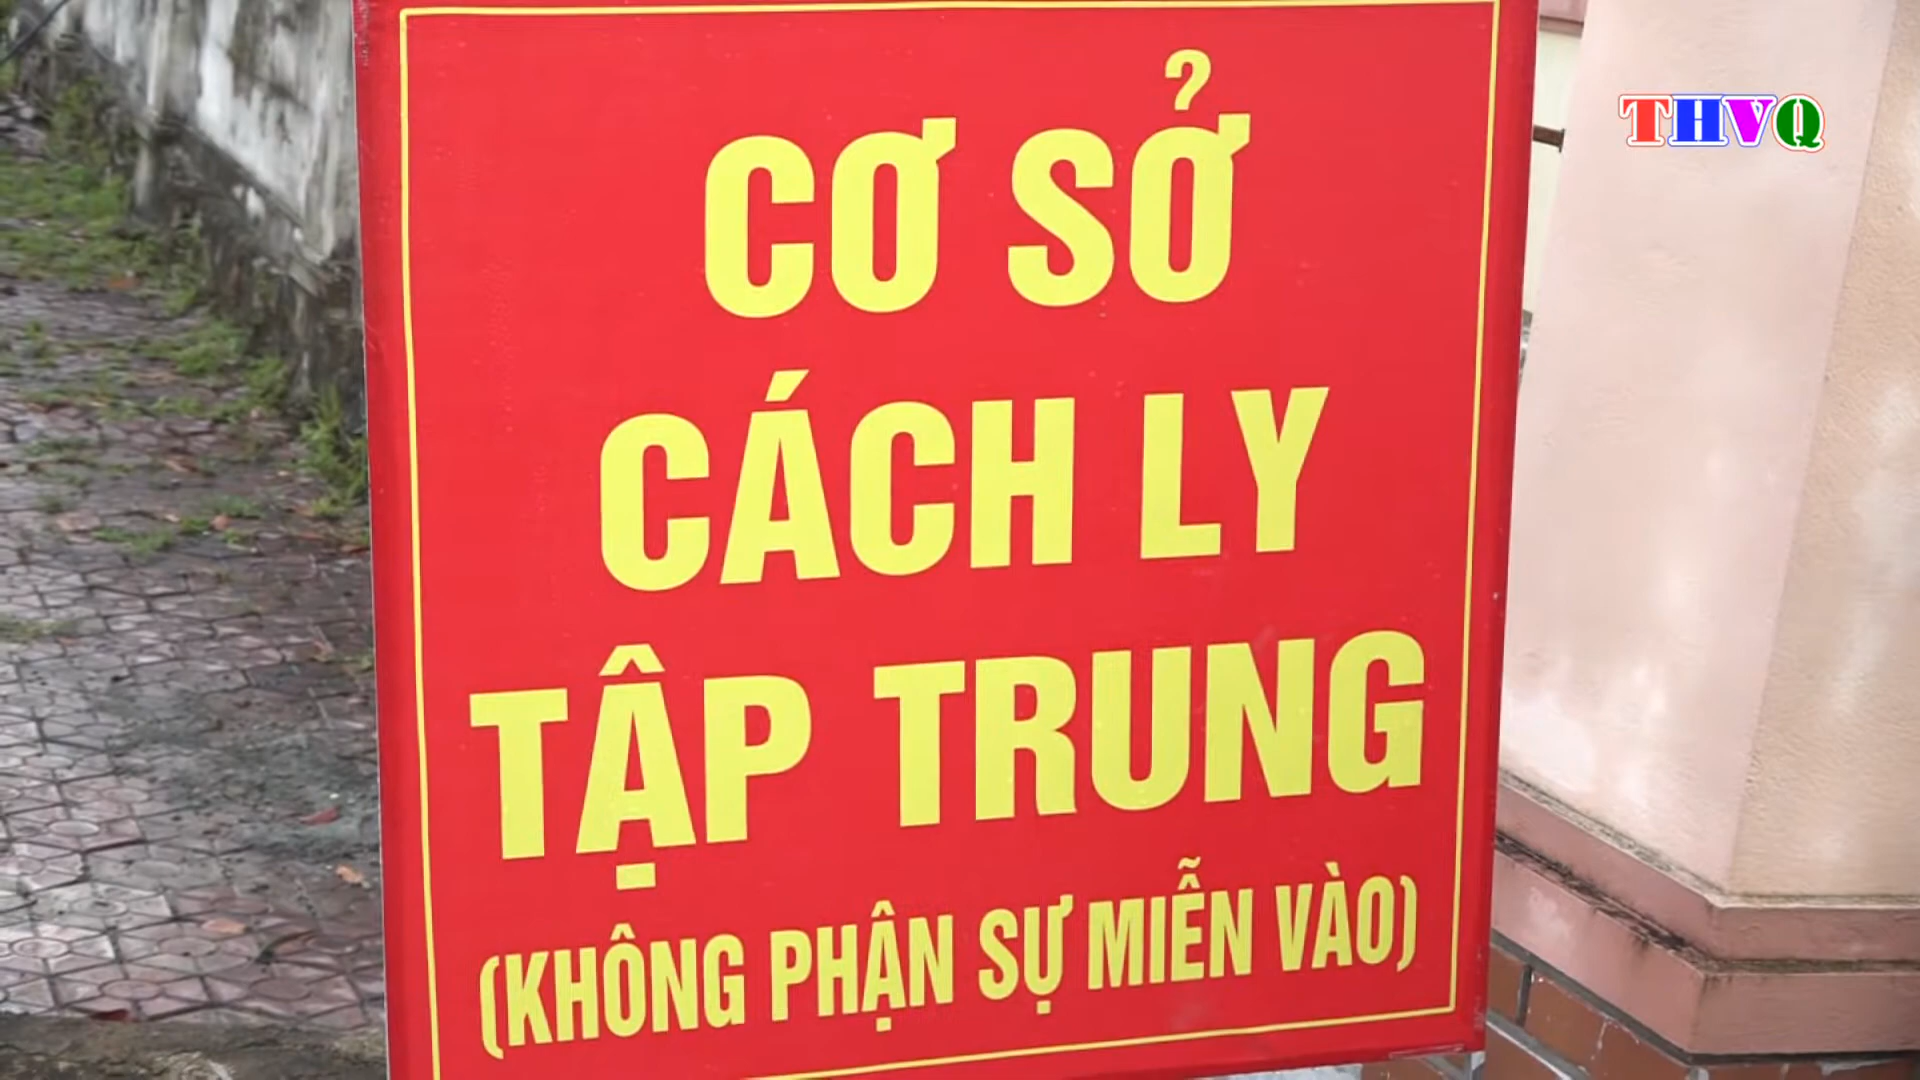 THVQ
CƠ SỞ
CÁCH LY
TẬP TRUNG
(KHÔNG PHẬN SỰ MIỄN VÀO)